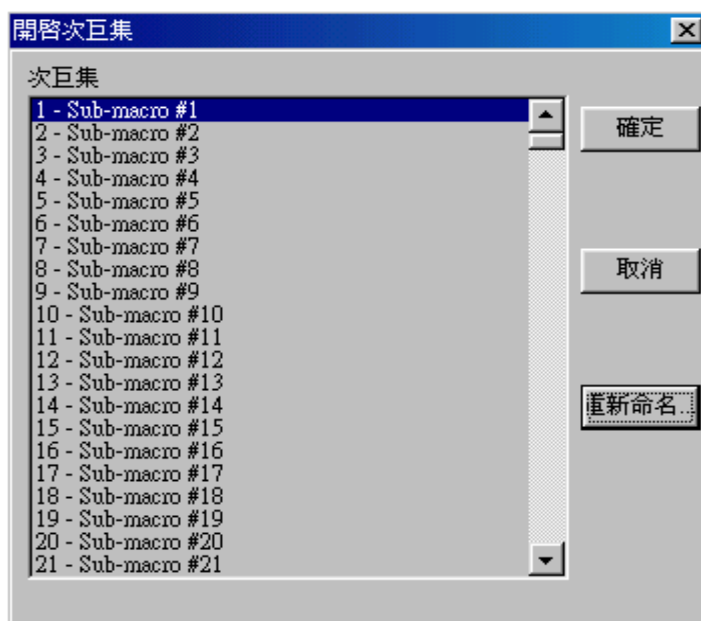 開啓次巨集
次巨集
1 - Sub-macro #1
2 - Sub-macro #2
3 - Sub-macro #3
4 - Sub-macro #4
5 - Sub-macro #5
6 - Sub-macro #6
7 - Sub-macro #7
8 - Sub-macro #8
9 - Sub-macro #9
10 - Sub-macro #10
11 - Sub-macro #11
12 - Sub-macro #12
13 - Sub-macro #13
14 - Sub-macro #14
15 - Sub-macro #15
16 - Sub-macro #16
17 - Sub-macro #17
18 - Sub-macro #18
19 - Sub-macro #19
20 - Sub-macro #20
21 - Sub-macro #21
確定
取消
重新命名...